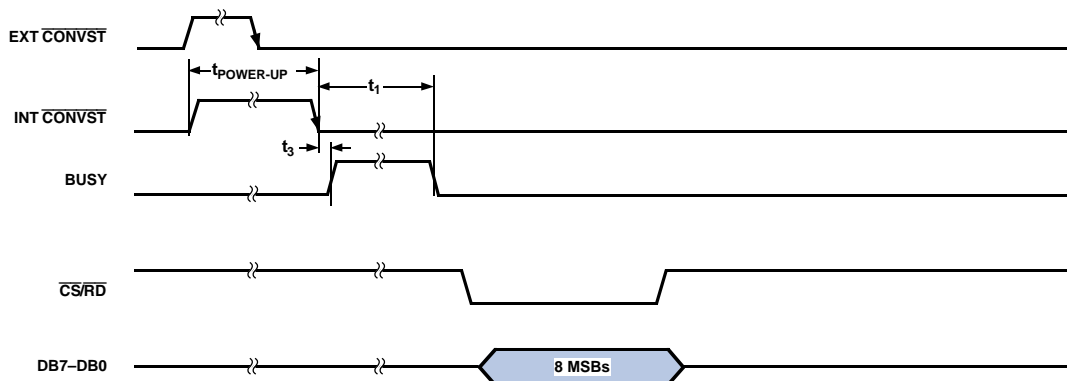 EXT CONVST
tPOWER-UP
t1
INT CONVST
t3
BUSY
CS/RD
DB7–DB0
8 MSBs